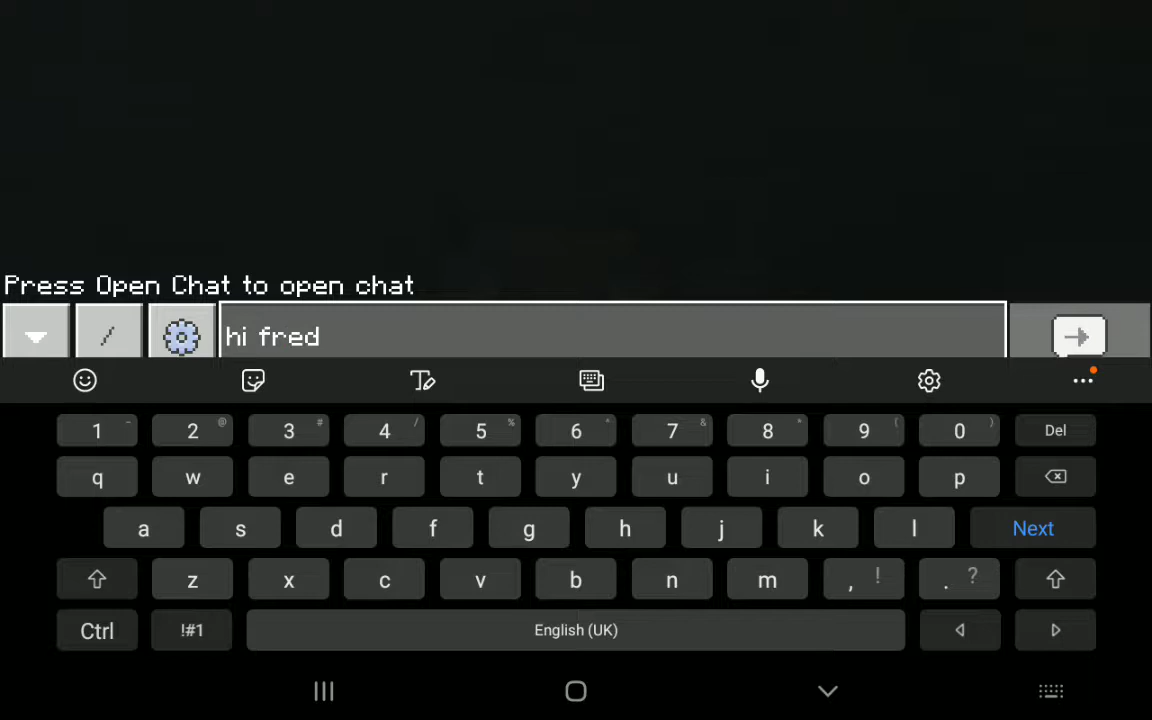 Press Open Chat to open chat
/
hi fred
1 - 2 @ 3 # 4 / 5 % 6 ^ 7 & 8 * 9 ( 0 ) Del
q w e r t y u i o p
a s d f g h j k l Next
z x c v b n m , ! . ?
Ctrl !#1 English (UK)